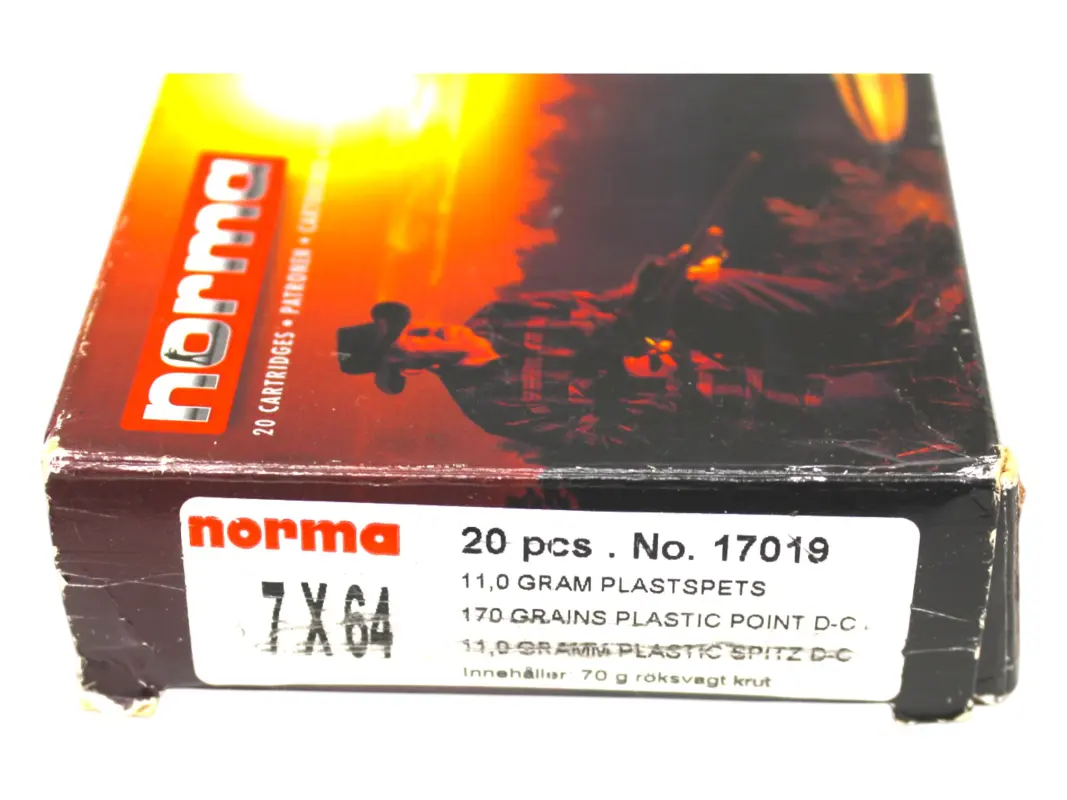 norma
20 CARTRIDGES • PATRONEN •
norma
7 X 64
20 pcs . No. 17019
11,0 GRAM PLASTSPETS
170 GRAINS PLASTIC POINT D-C .
11,0 GRAMM PLASTIC SPITZ D-C
Innehåller 70 g röksvagt krut